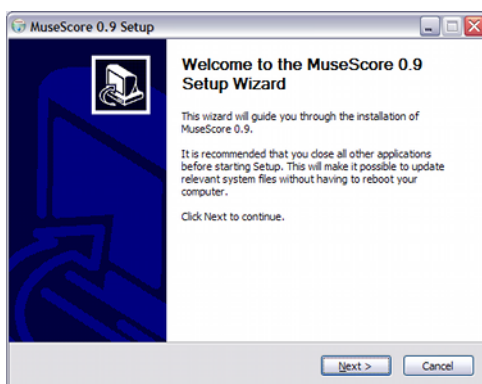 MuseScore 0.9 Setup
Welcome to the MuseScore 0.9
Setup Wizard
This wizard will guide you through the installation of
MuseScore 0.9.
It is recommended that you close all other applications
before starting Setup. This will make it possible to update
relevant system files without having to reboot your
computer.
Click Next to continue.
Next >
Cancel